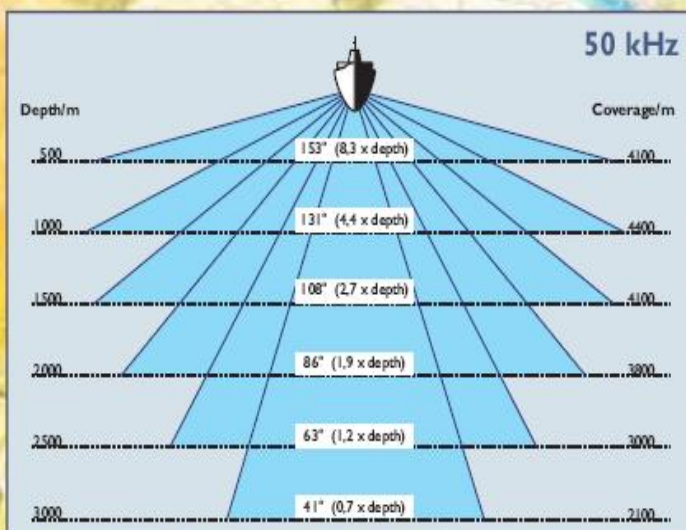 50 kHz
Depth/m Coverage/m
500 153° (8,3 x depth) 4100
1000 131° (4,4 x depth) 4400
1500 108° (2,7 x depth) 4100
2000 86° (1,9 x depth) 3800
2500 63° (1,2 x depth) 3000
3000 41° (0,7 x depth) 2100